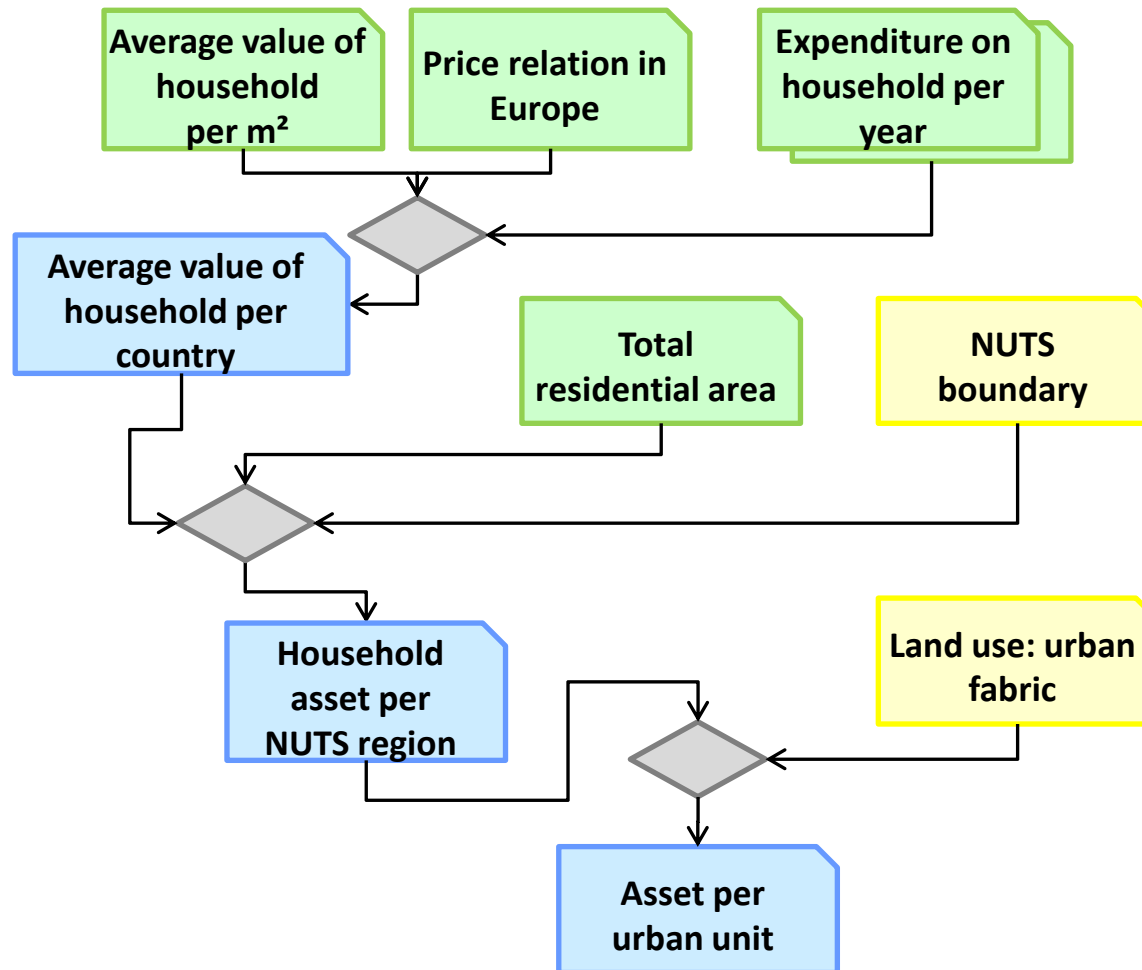 Average value of
household
per m²
Price relation in
Europe
Expenditure on
household per
year
Average value of
household per
country
Total
residential area
NUTS
boundary
Household
asset per
NUTS region
Land use: urban
fabric
Asset per
urban unit